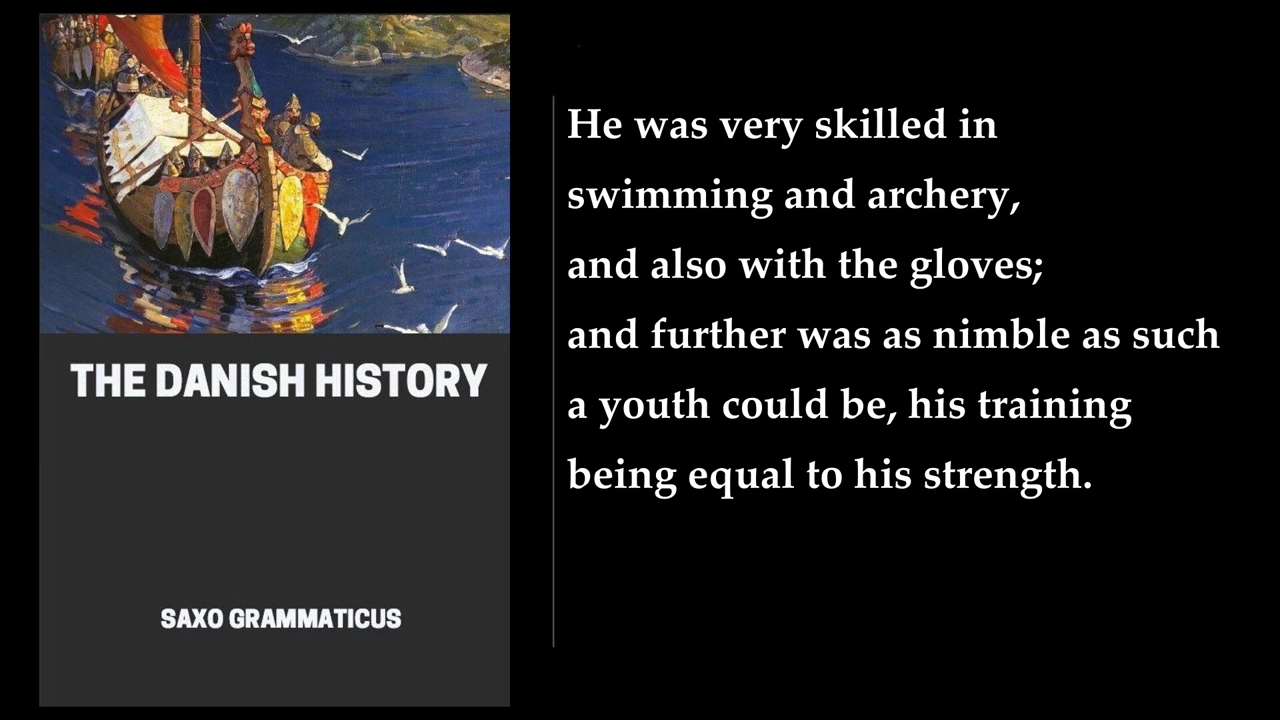 THE DANISH HISTORY
SAXO GRAMMATICUS
He was very skilled in
swimming and archery,
and also with the gloves;
and further was as nimble as such
a youth could be, his training
being equal to his strength.